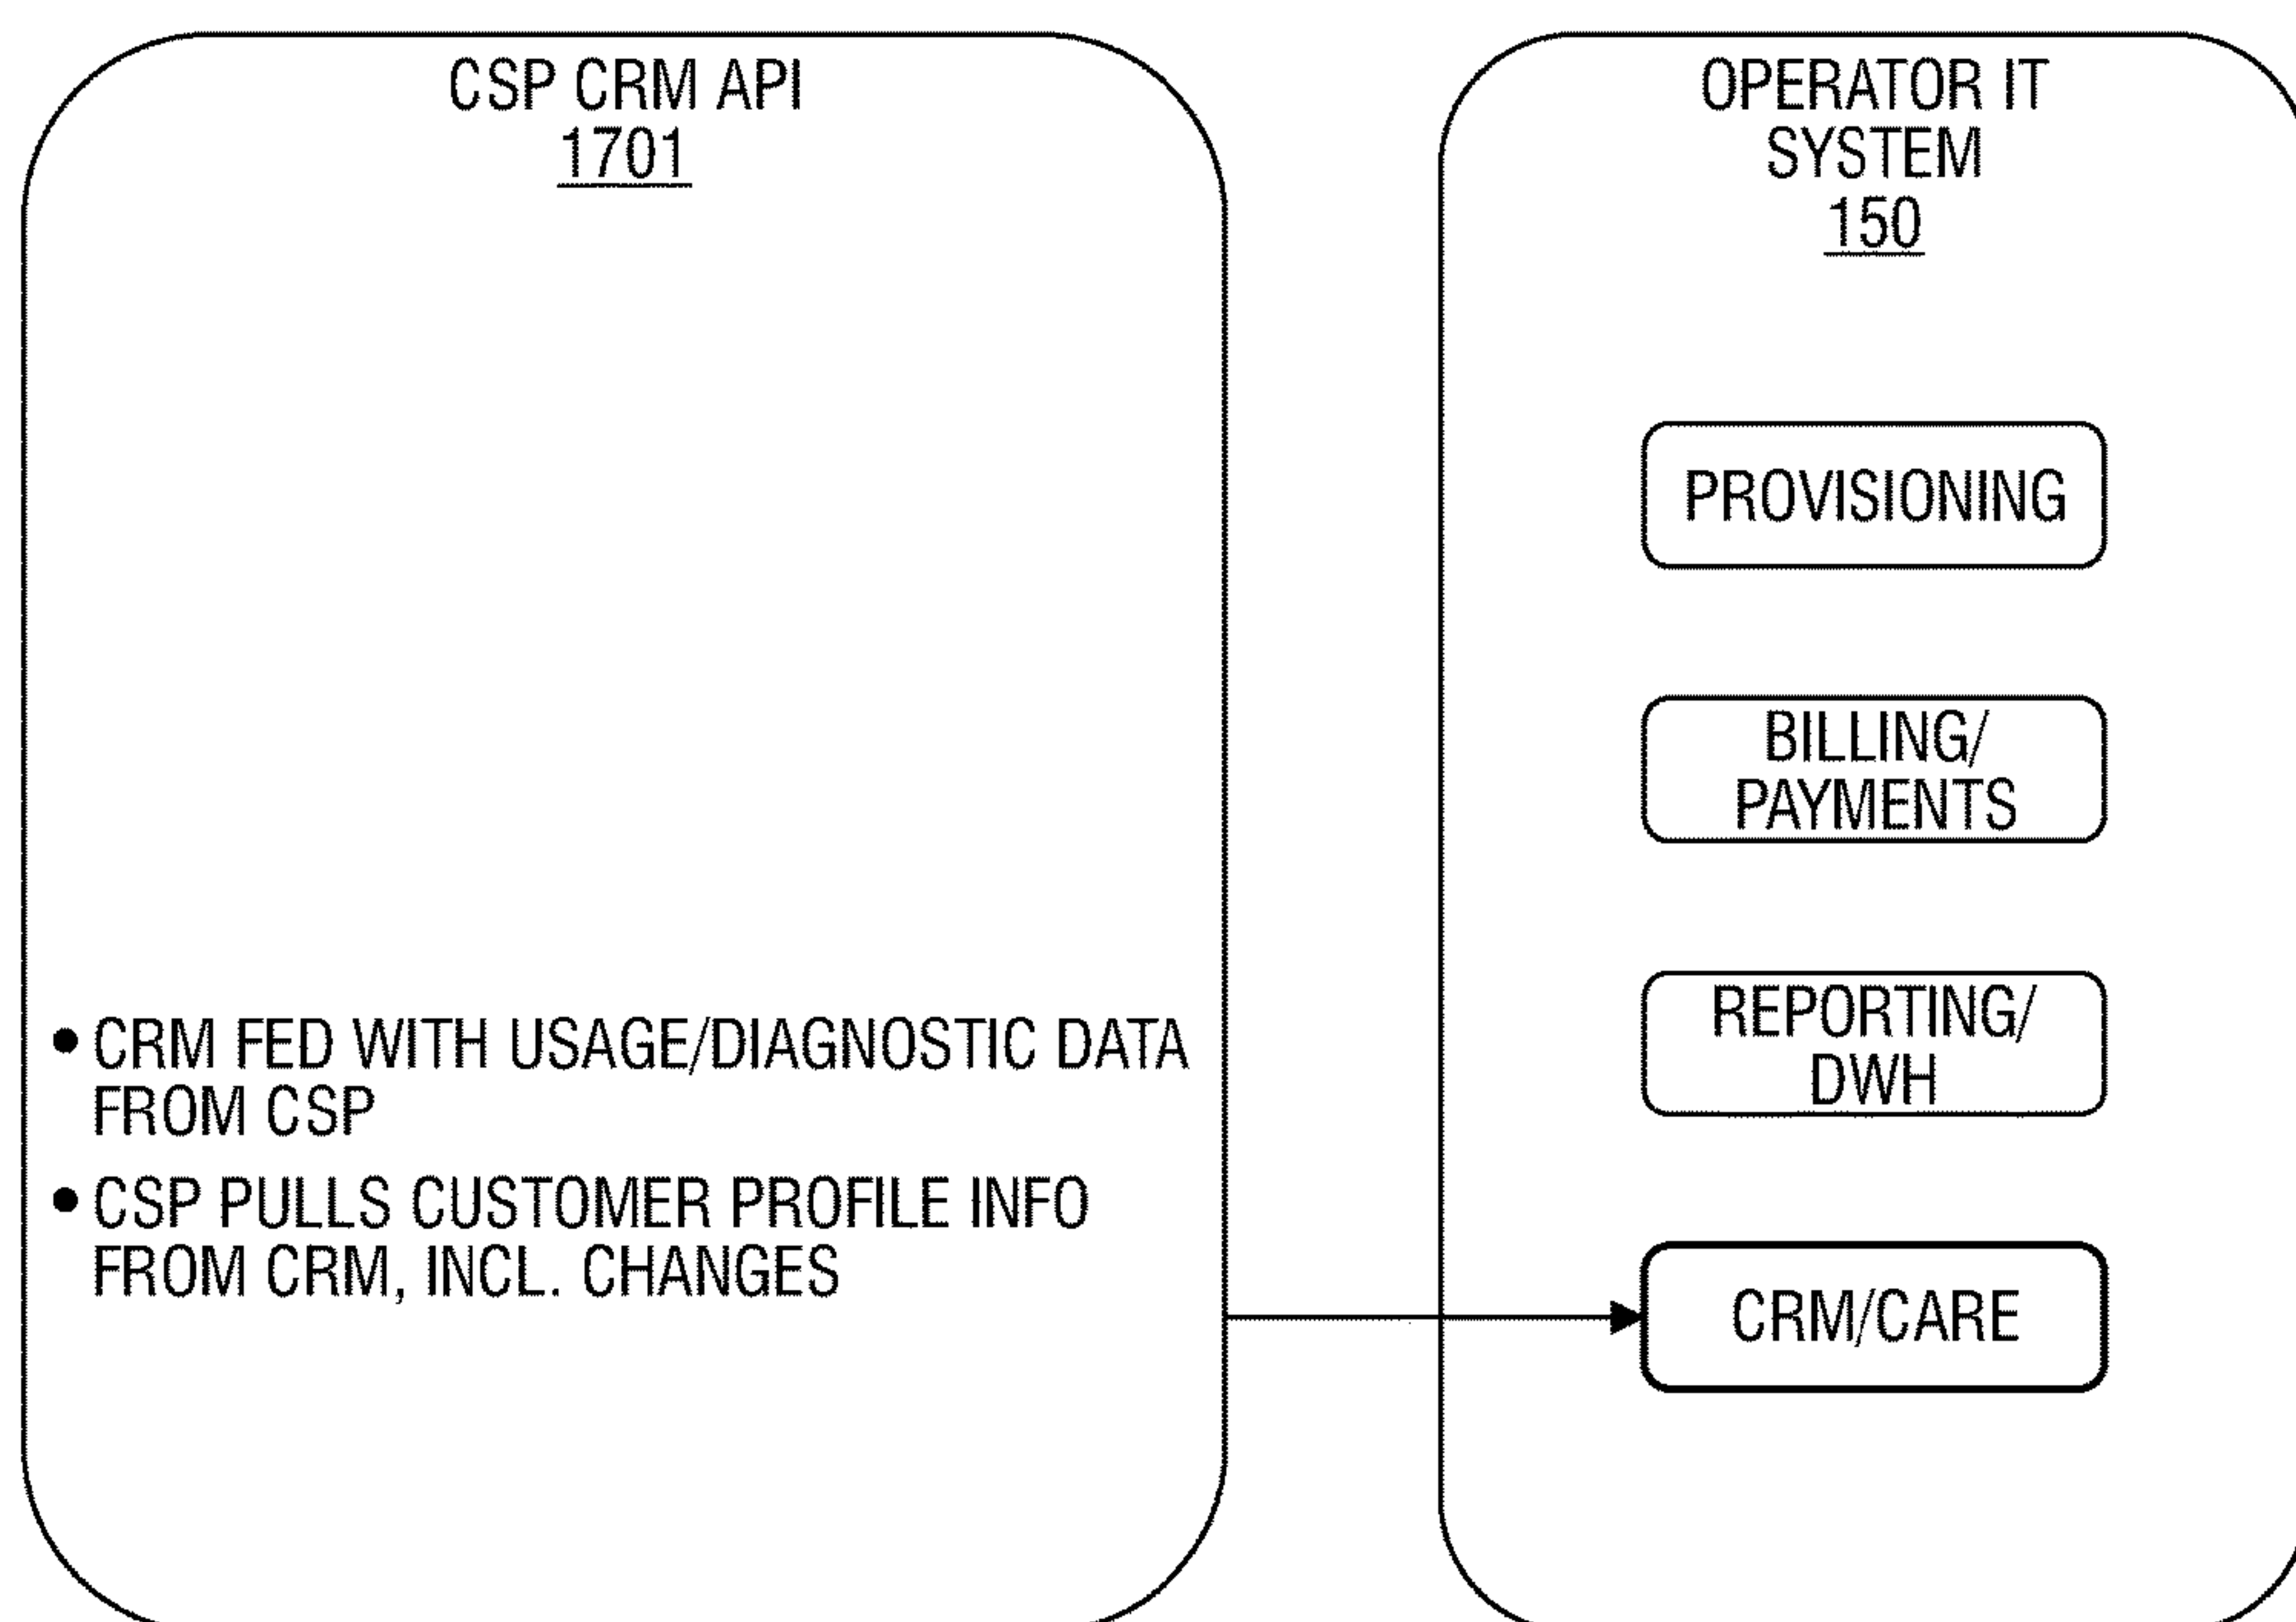 CSP CRM API
1701
• CRM FED WITH USAGE/DIAGNOSTIC DATA
FROM CSP
• CSP PULLS CUSTOMER PROFILE INFO
FROM CRM, INCL. CHANGES
OPERATOR IT
SYSTEM
150
PROVISIONING
BILLING/
PAYMENTS
REPORTING/
DWH
CRM/CARE